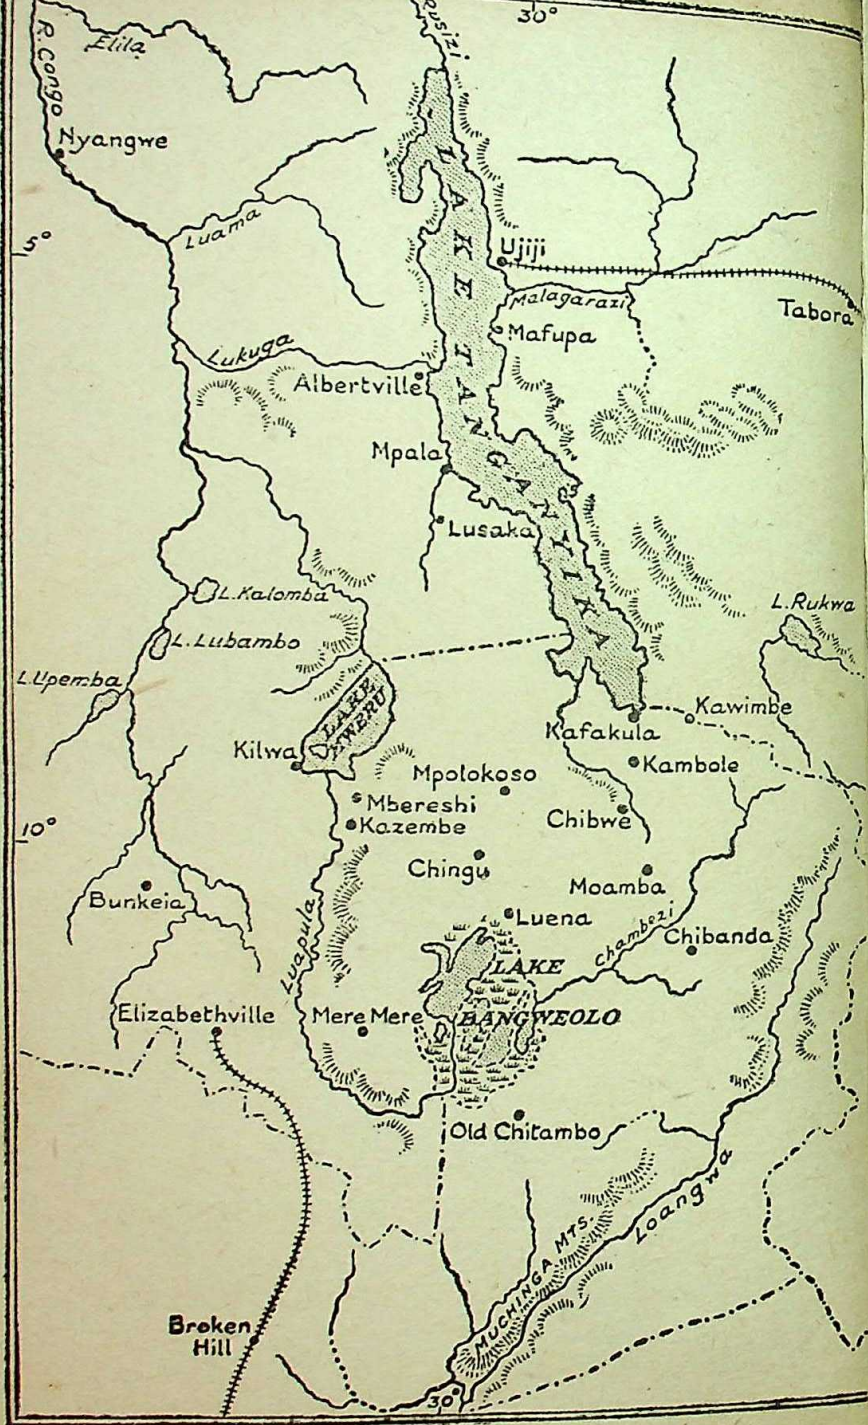 30°
Rusizi
Elila
R. Congo
Nyangwe
Luama
5°
LAKE TANGANYIKA
Ujiji
Malagarazi
Tabora
Mafupa
Lukuga
Albertville
Mpala
Lusaka
L. Kalomba
L. Rukwa
L. Lubambo
L. Upemba
LAKE
MWERU
Kawimbe
Kafakula
Kilwa
Kambole
Mpolokoso
Mbereshi
Kazembe
Chibwe
10°
Chingu
Moamba
Bunkeia
Luena
Chambezi
Chibanda
Luapula
LAKE
BANGWEOLO
Elizabethville
Mere Mere
Old Chitambo
Loangwa
MUCHINGA MTS.
Broken
Hill
30°